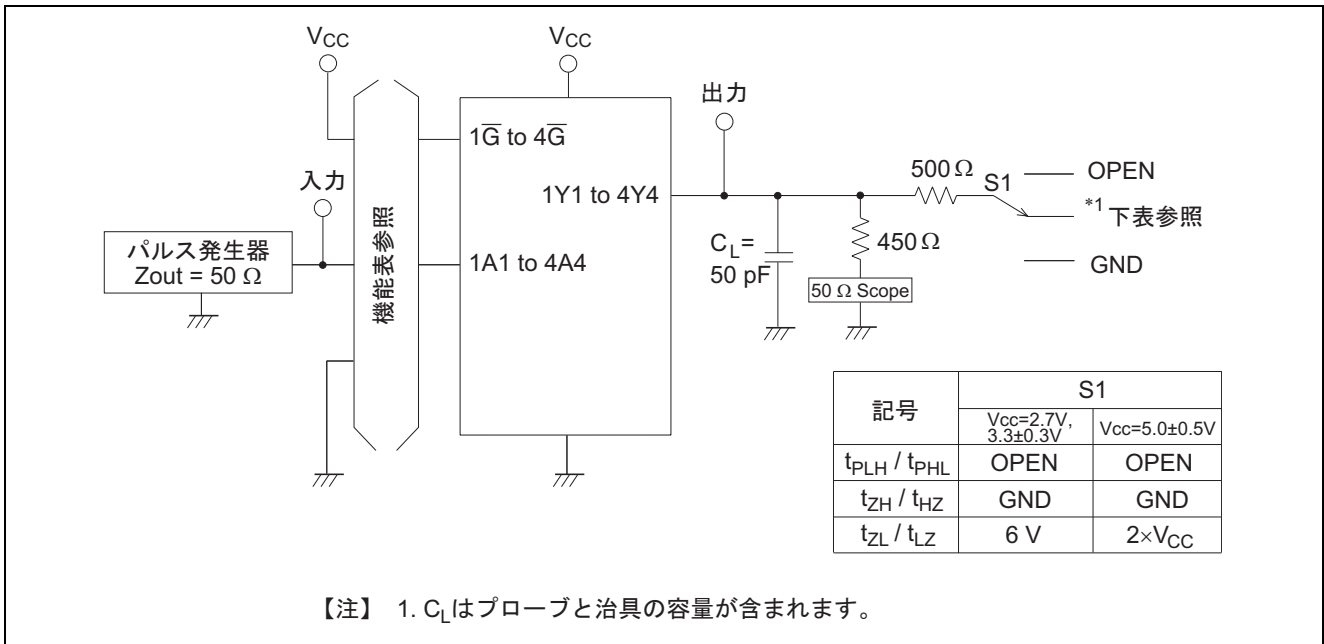 VCC
VCC
出力
1G̅ to 4G̅
500 Ω
S1
OPEN
入力
1Y1 to 4Y4
*1 下表参照
パルス発生器
Zout = 50 Ω
機能表参照
1A1 to 4A4
CL=
50 pF
450 Ω
GND
50 Ω Scope
記号
S1
Vcc=2.7V,
3.3±0.3V
Vcc=5.0±0.5V
tPLH / tPHL OPEN OPEN
tZH / tHZ GND GND
tZL / tLZ 6 V 2×VCC
【注】 1. CLはプローブと治具の容量が含まれます。